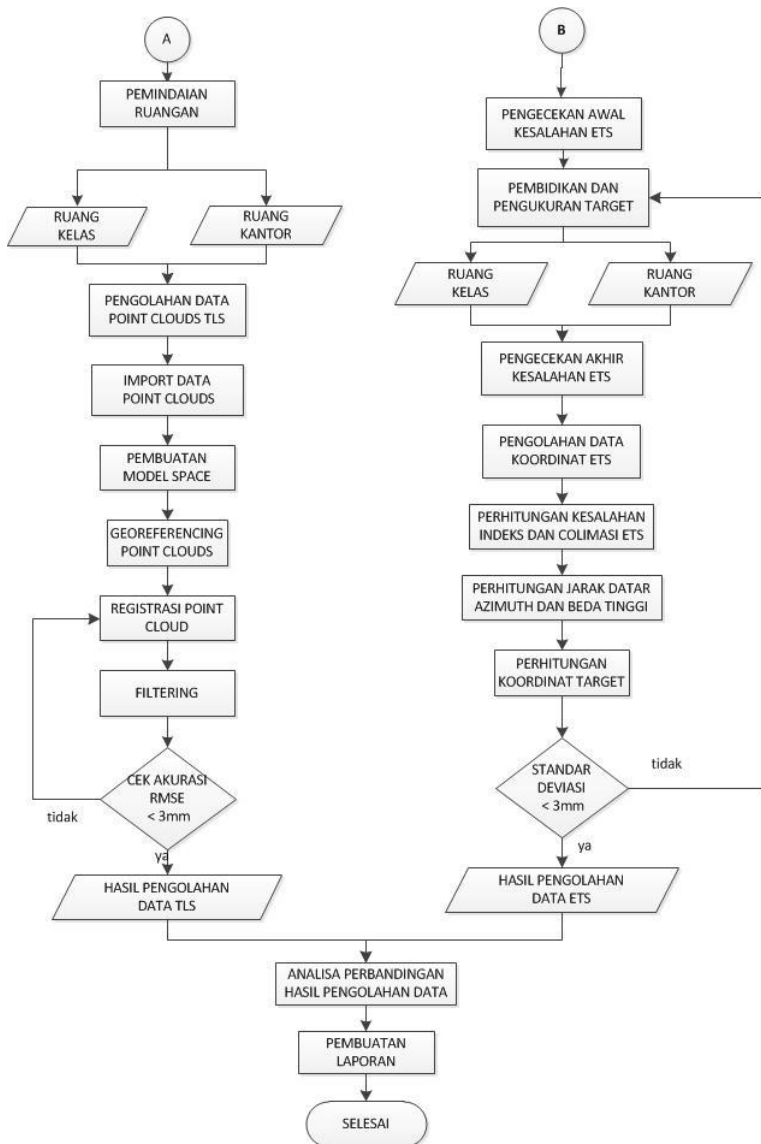 A
PEMINDAIAN
RUANGAN
RUANG
KELAS
RUANG
KANTOR
PENGOLAHAN DATA
POINT CLOUDS TLS
IMPORT DATA
POINT CLOUDS
PEMBUATAN
MODEL SPACE
GEOREFERENCING
POINT CLOUDS
REGISTRASI POINT
CLOUD
FILTERING
CEK AKURASI
RMSE
< 3mm
tidak
ya
HASIL PENGOLAHAN
DATA TLS
B
PENGECEKAN AWAL
KESALAHAN ETS
PEMBIDIKAN DAN
PENGUKURAN TARGET
RUANG
KELAS
RUANG
KANTOR
PENGECEKAN AKHIR
KESALAHAN ETS
PENGOLAHAN DATA
KOORDINAT ETS
PERHITUNGAN KESALAHAN
INDEKS DAN COLIMASI ETS
PERHITUNGAN JARAK DATAR
AZIMUTH DAN BEDA TINGGI
PERHITUNGAN
KOORDINAT TARGET
STANDAR
DEVIASI
< 3mm
tidak
ya
HASIL PENGOLAHAN
DATA ETS
ANALISA PERBANDINGAN
HASIL PENGOLAHAN DATA
PEMBUATAN
LAPORAN
SELESAI